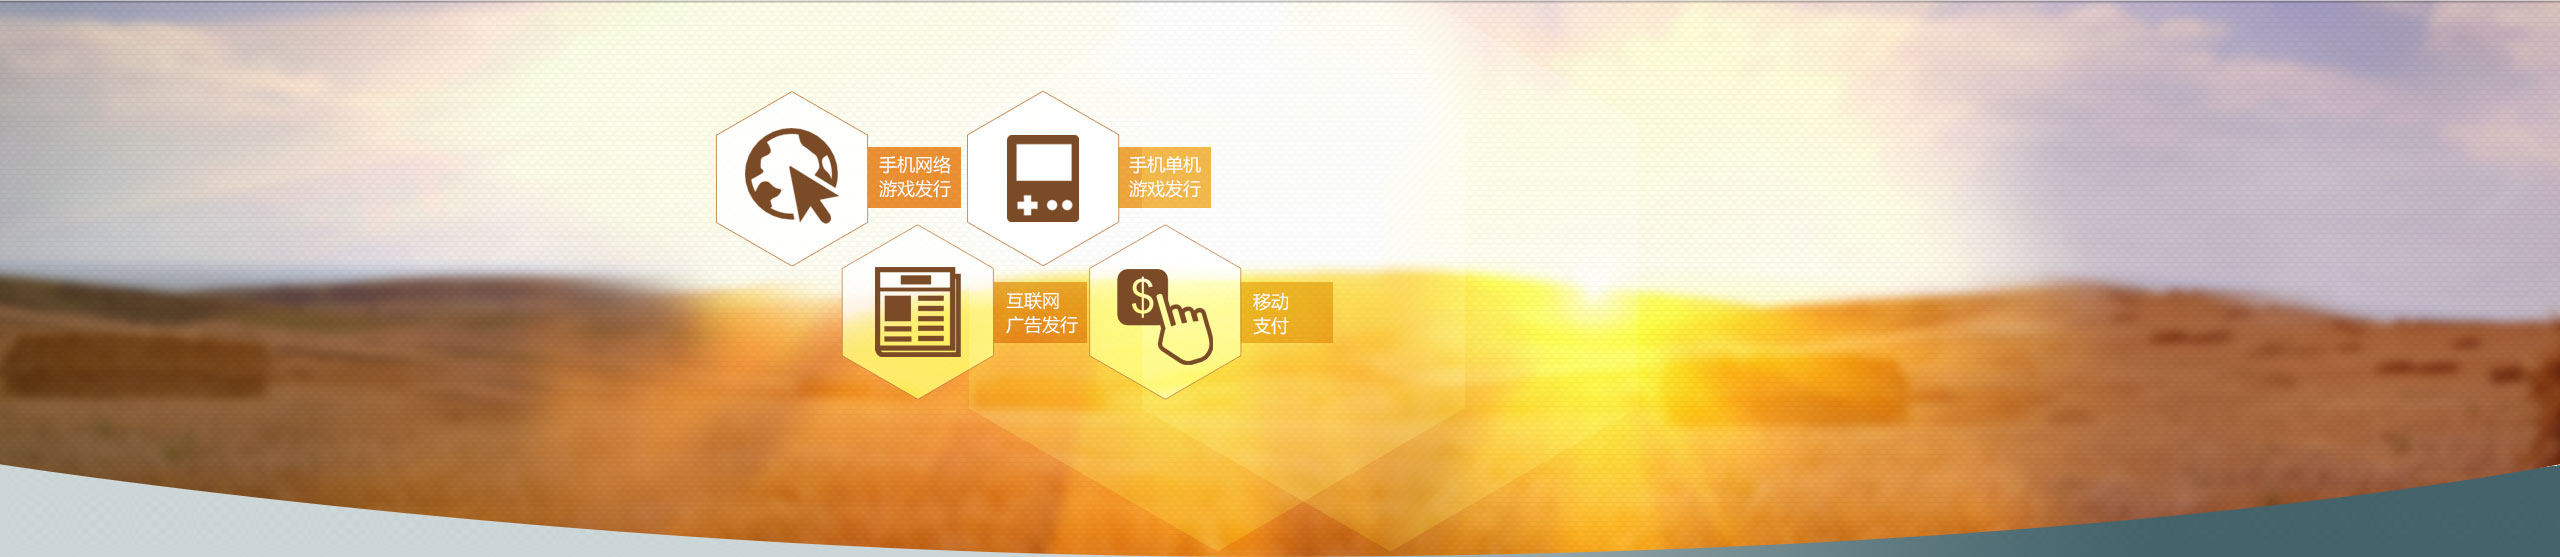 手机网络
游戏发行
手机单机
游戏发行
互联网
广告发行
$
移动
支付